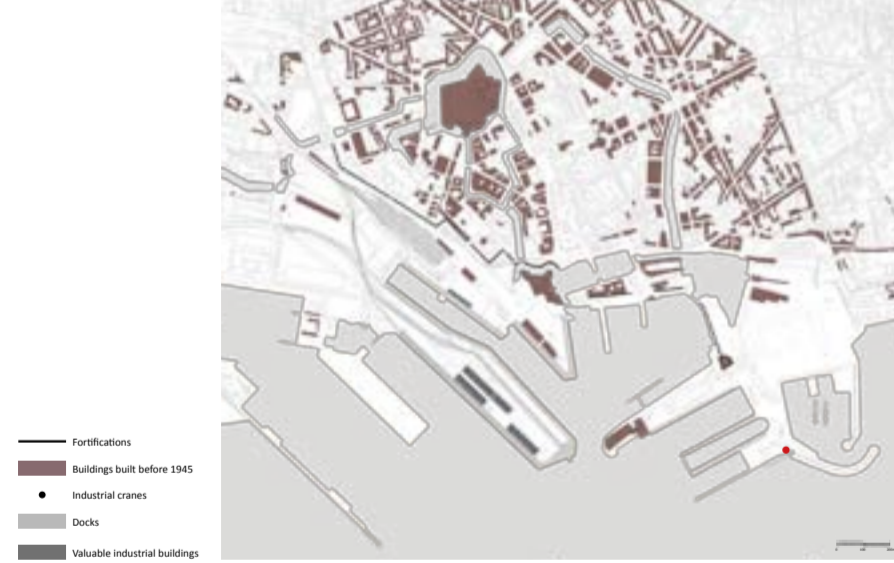 Fortifications
Buildings built before 1945
Industrial cranes
Docks
Valuable industrial buildings